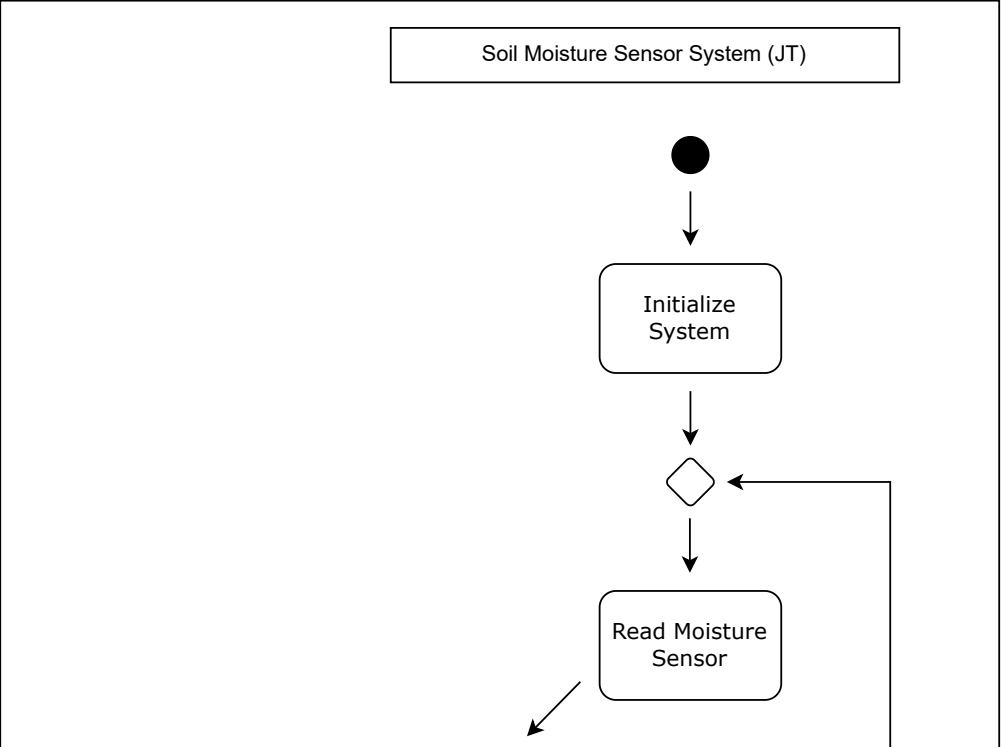 Soil Moisture Sensor System (JT)
Initialize
System
Read Moisture
Sensor